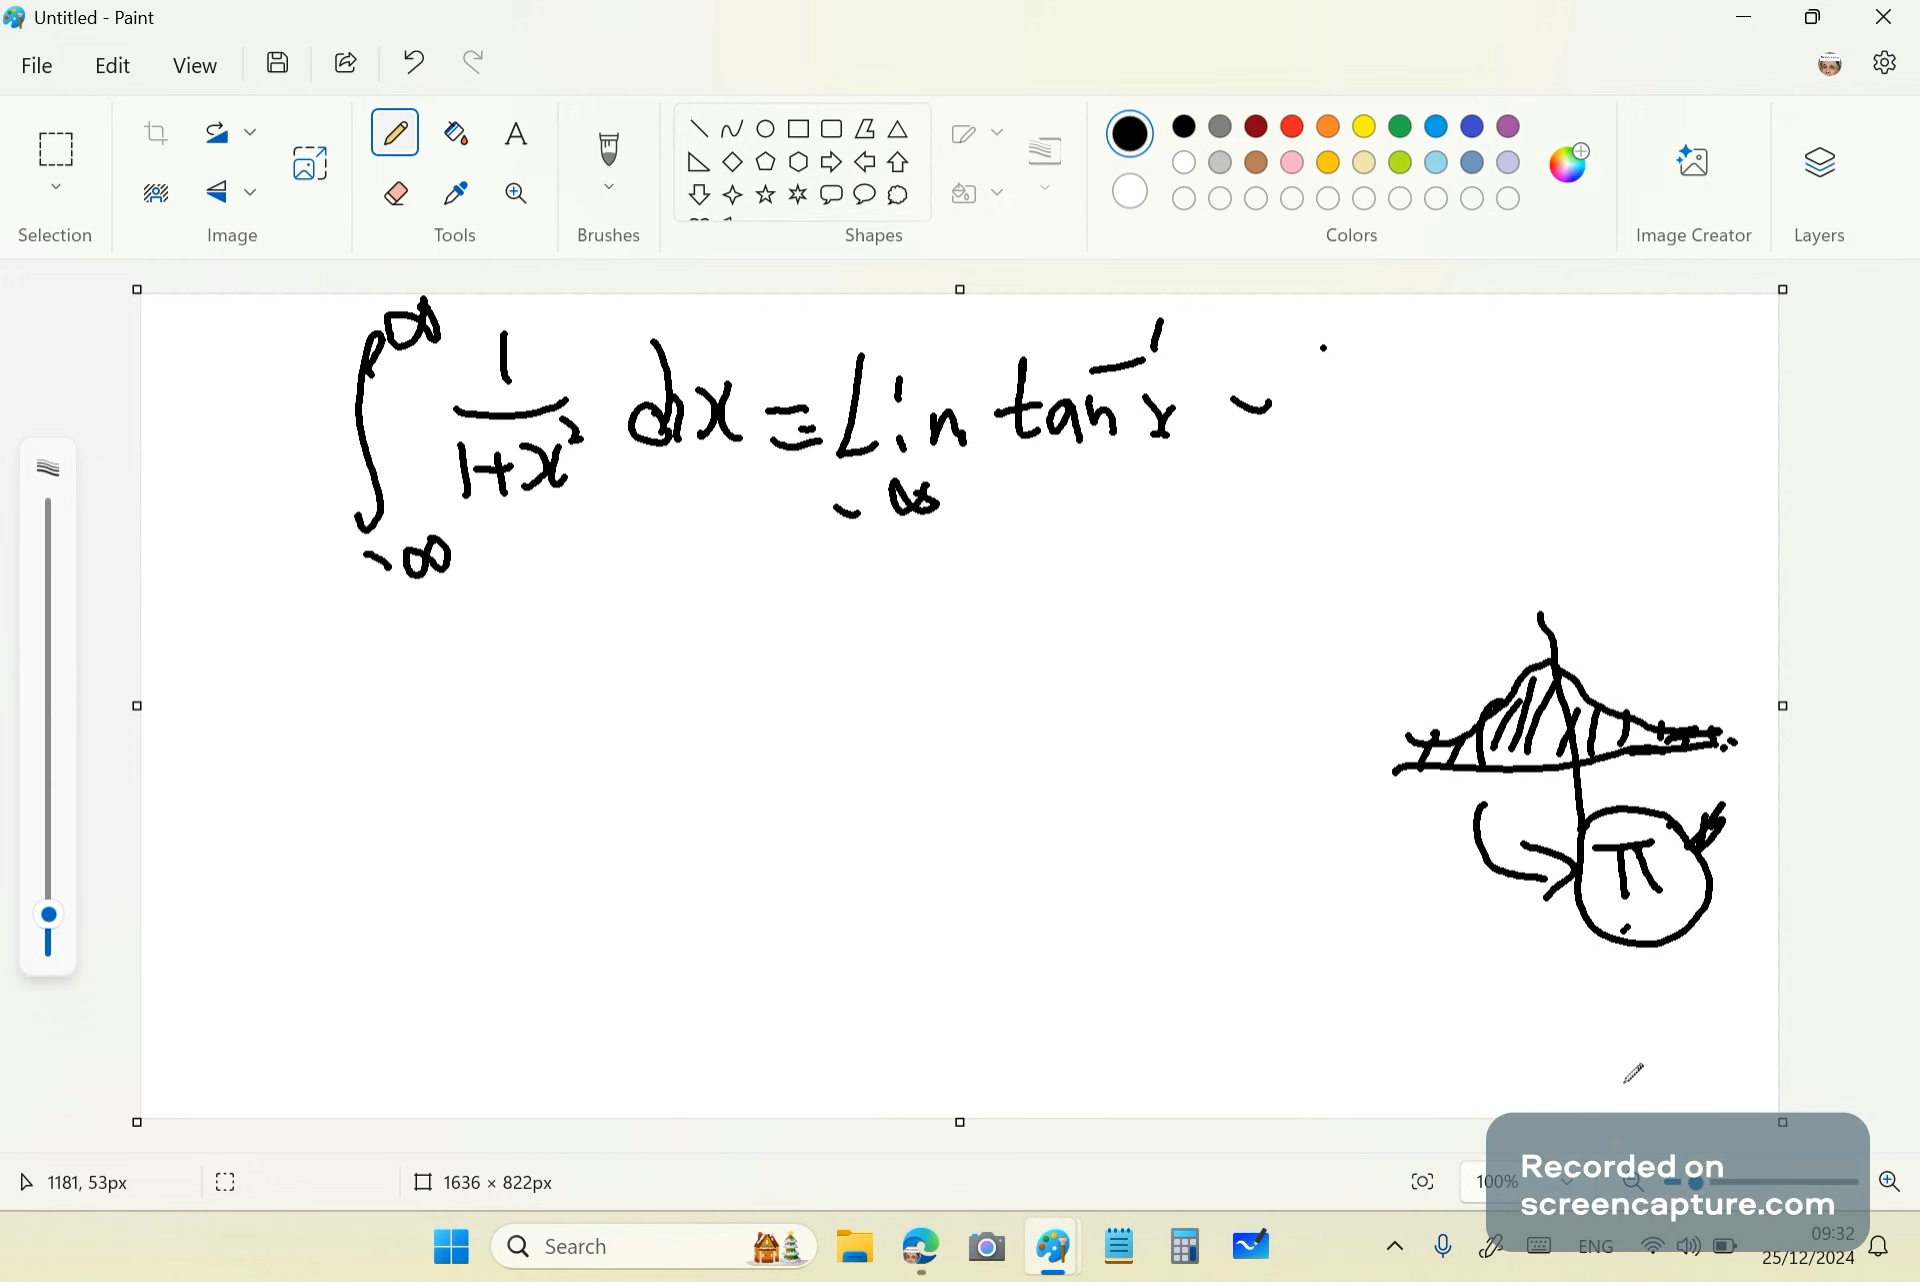 Untitled - Paint
File Edit View
Selection Image Tools Brushes Shapes Colors Image Creator Layers
∫_{-∞}^{∞} 1/(1+x²) dx = Lin tan⁻¹ x -
-∞
π
1181, 53px
1636 × 822px
100%
Recorded on
screencapture.com
Search
ENG
09:32
25/12/2024